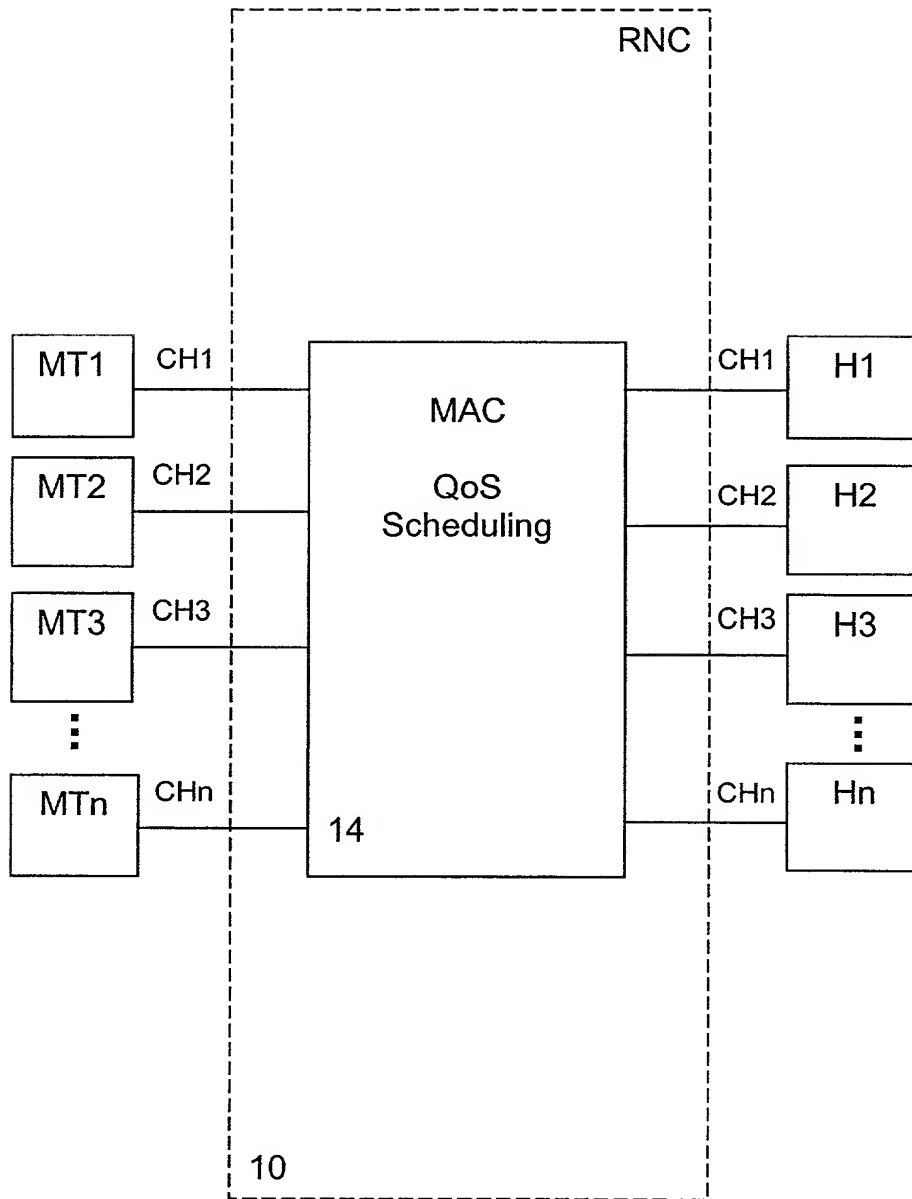 RNC
MT1
CH1
MAC
CH1
H1
MT2
CH2
QoS
Scheduling
CH2
H2
MT3
CH3
CH3
H3
MTn
CHn
14
CHn
Hn
10